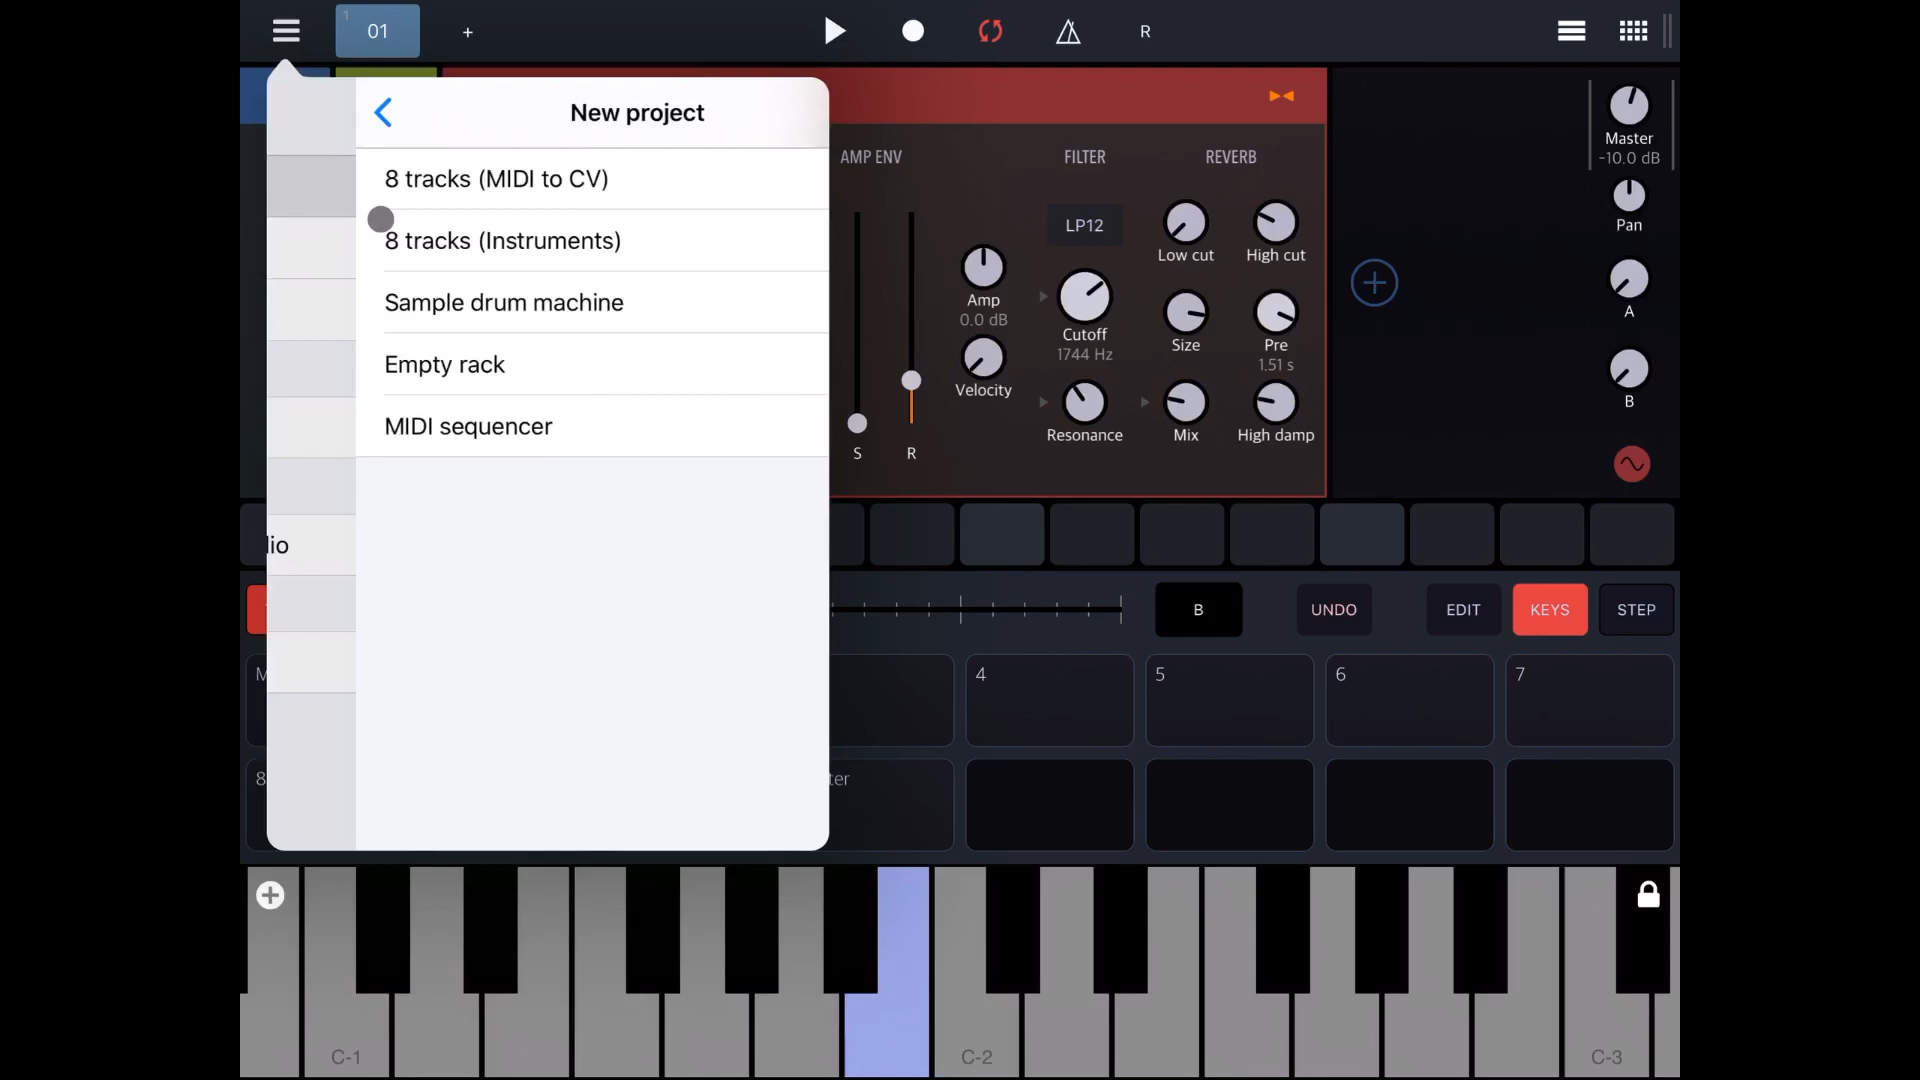 1
01
+
R
New project
8 tracks (MIDI to CV)
8 tracks (Instruments)
Sample drum machine
Empty rack
MIDI sequencer
lio
AMP ENV
FILTER
REVERB
LP12
Amp
0.0 dB
Velocity
S
R
Cutoff
1744 Hz
Resonance
Low cut
High cut
Size
Pre
1.51 s
Mix
High damp
Master
-10.0 dB
Pan
A
B
B
UNDO
EDIT
KEYS
STEP
M
4
5
6
7
8
ter
C-1
C-2
C-3